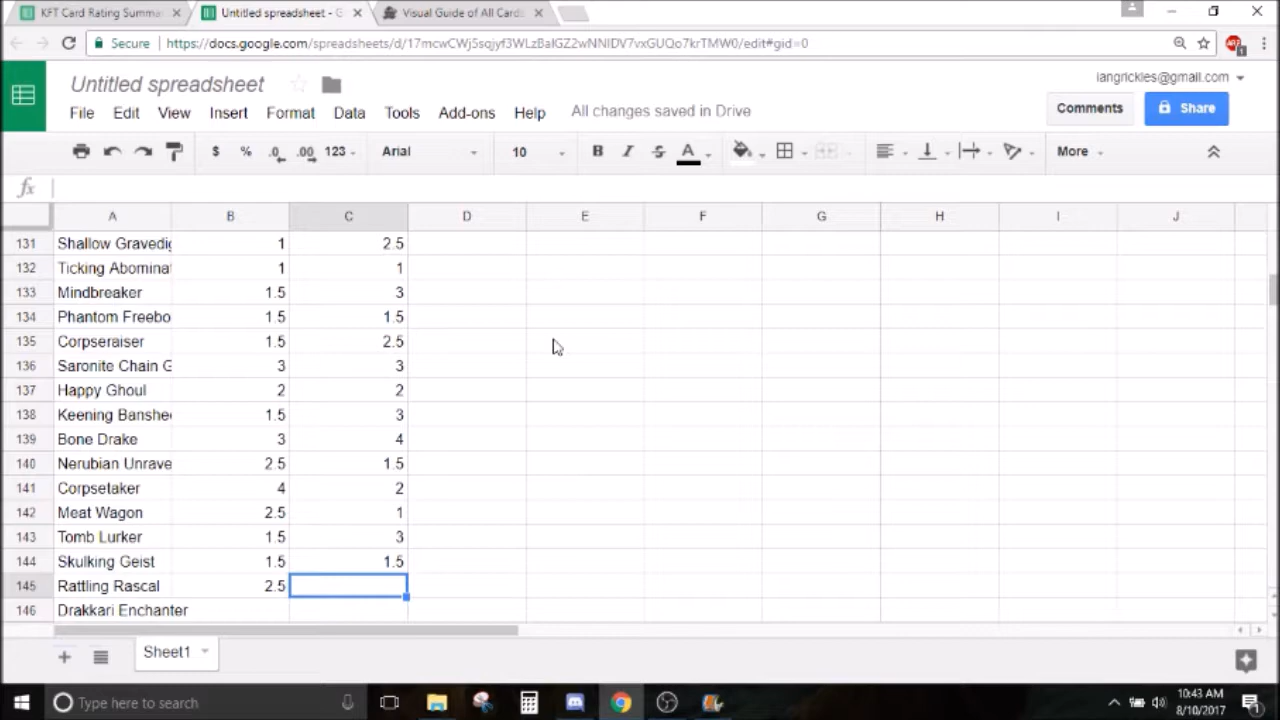 KFT Card Rating Summa
Untitled spreadsheet - G
Visual Guide of All Cards
Secure
https://docs.google.com/spreadsheets/d/17mcwCWj5sqjyf3WLzBaIGZ2wNNIDV7vxGUQo7krTMW0/edit#gid=0
Untitled spreadsheet
iangrickles@gmail.com
File Edit View Insert Format Data Tools Add-ons Help All changes saved in Drive
Comments
Share
$ % .0 .00 123 Arial 10 B I S A More
fx
A B C D E F G H I J
131 Shallow Gravedig 1 2.5
132 Ticking Abominat 1 1
133 Mindbreaker 1.5 3
134 Phantom Freebo 1.5 1.5
135 Corpseraiser 1.5 2.5
136 Saronite Chain G 3 3
137 Happy Ghoul 2 2
138 Keening Banshee 1.5 3
139 Bone Drake 3 4
140 Nerubian Unrave 2.5 1.5
141 Corpsetaker 4 2
142 Meat Wagon 2.5 1
143 Tomb Lurker 1.5 3
144 Skulking Geist 1.5 1.5
145 Rattling Rascal 2.5
146 Drakkari Enchanter
Sheet1
Type here to search
10:43 AM
8/10/2017